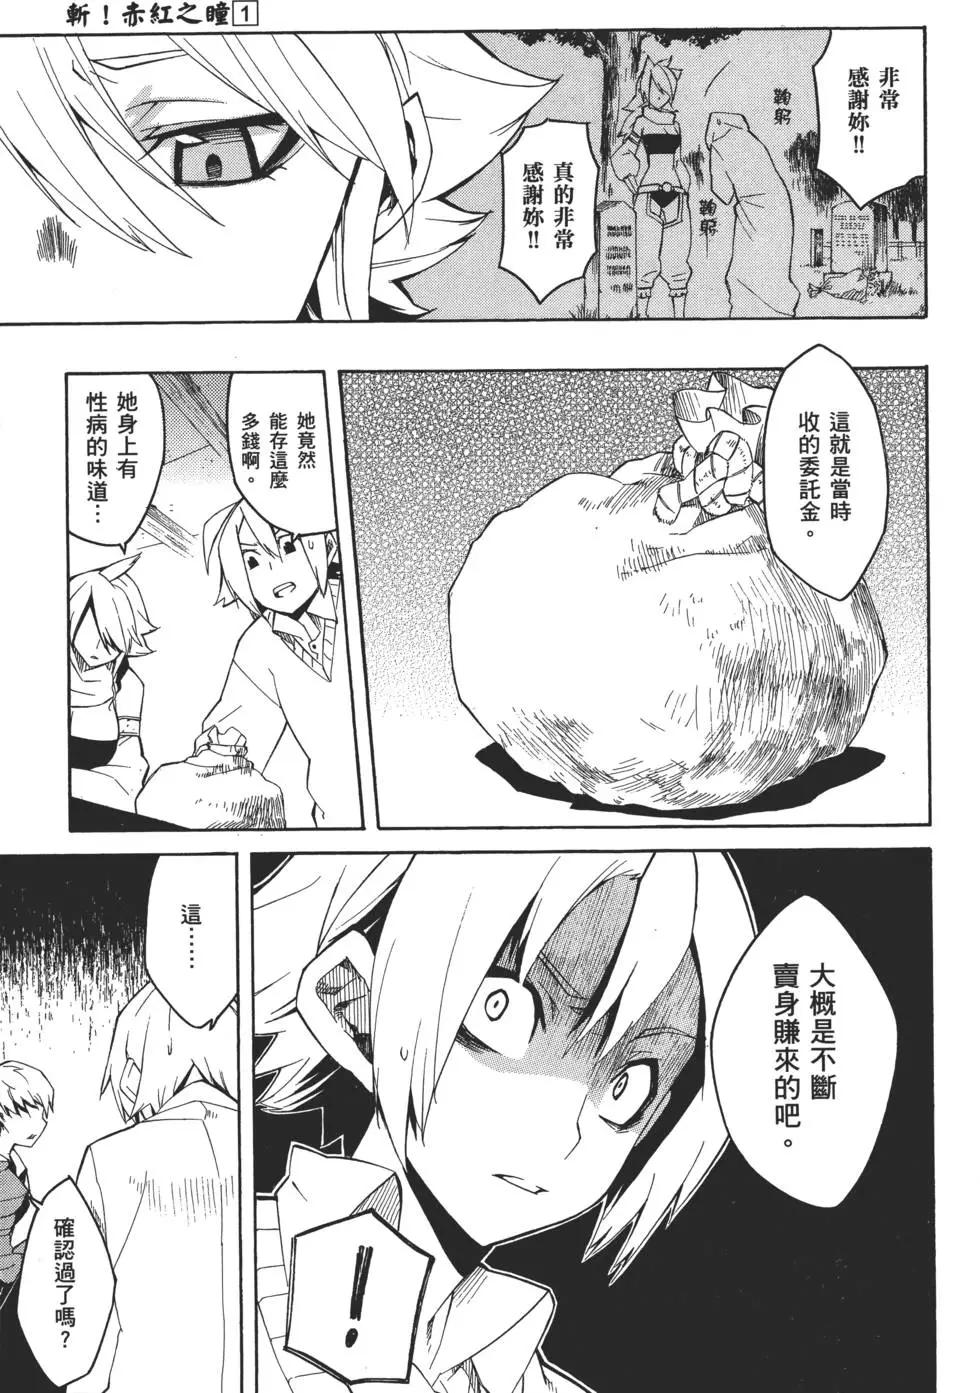 斬！赤紅之瞳1
非常
感謝妳!!
鞠躬
鞠躬
真的非常
感謝妳!!
這就是當時
收的委託金。
她竟然
能存這麼
多錢啊。
她身上有
性病的味道…
大概是不斷
賣身賺來的吧。
！
這……
確認過了嗎？